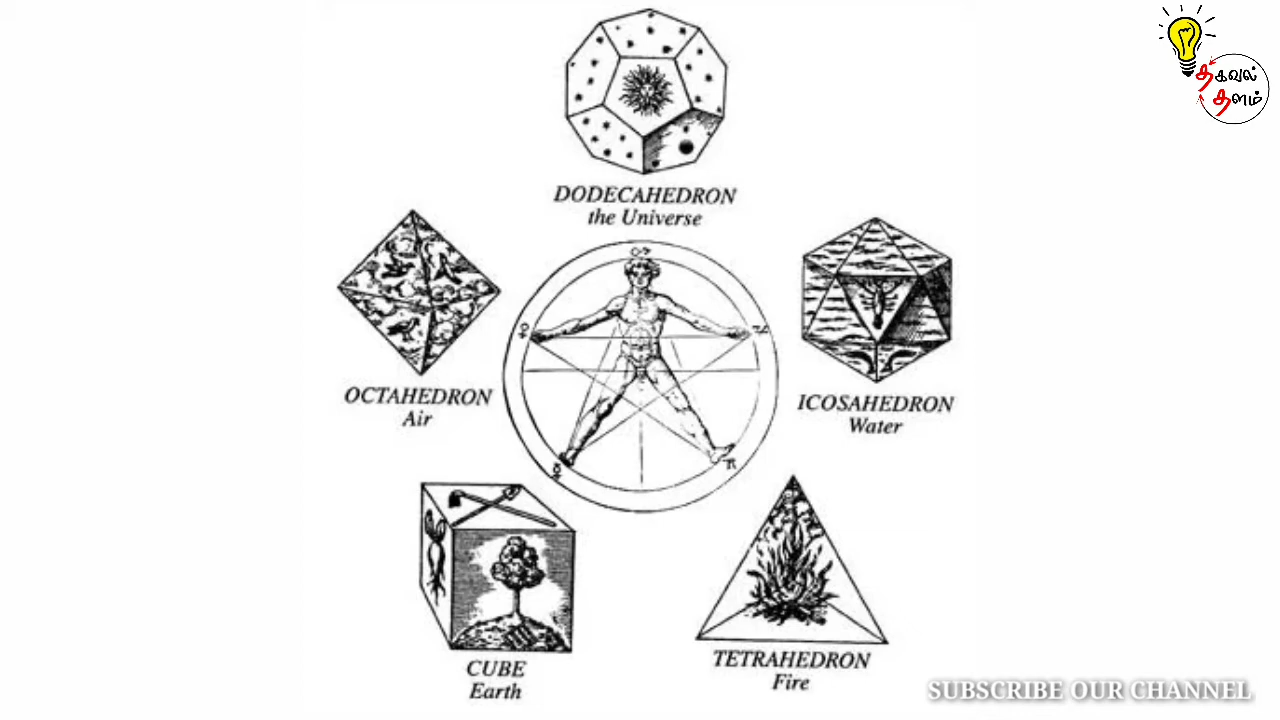 தகவல்
தளம்
DODECAHEDRON
the Universe
OCTAHEDRON
Air
ICOSAHEDRON
Water
CUBE
Earth
TETRAHEDRON
Fire
SUBSCRIBE OUR CHANNEL